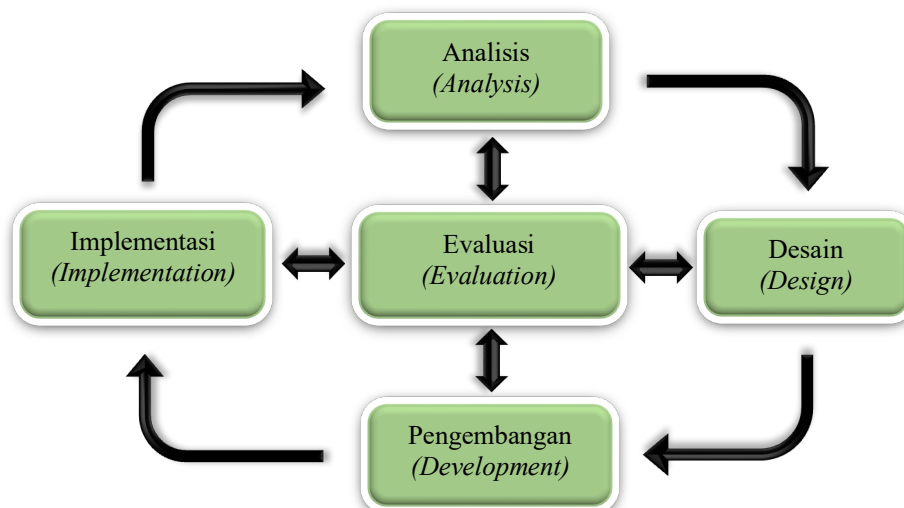 Analisis
(Analysis)
Implementasi
(Implementation)
Evaluasi
(Evaluation)
Desain
(Design)
Pengembangan
(Development)